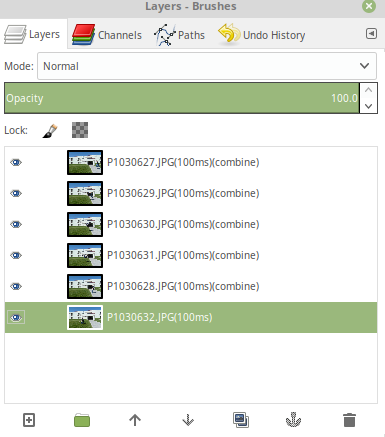 Layers - Brushes
Layers Channels Paths Undo History
Mode: Normal
Opacity 100.0
Lock:
P1030627.JPG(100ms)(combine)
P1030629.JPG(100ms)(combine)
P1030630.JPG(100ms)(combine)
P1030631.JPG(100ms)(combine)
P1030628.JPG(100ms)(combine)
P1030632.JPG(100ms)